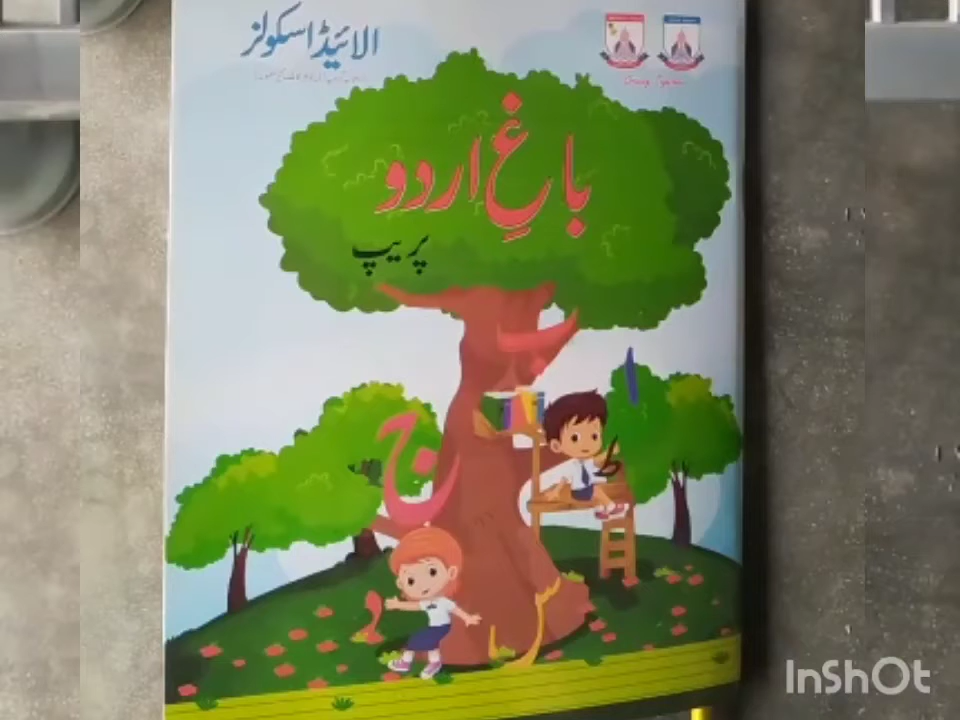 الائیڈ اسکولز
باغِ اردو
پریپ
ب
ا
ج
ط
د
س
InShOt